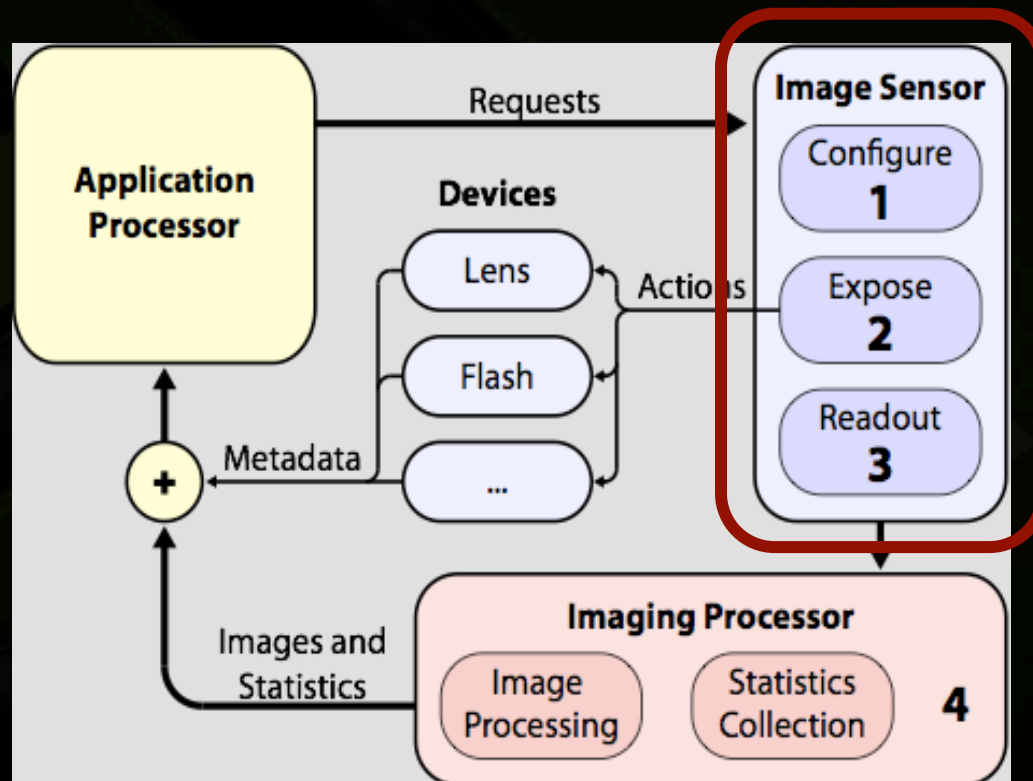 Requests
Application
Processor
Devices
Lens
Flash
...
Actions
Image Sensor
Configure
1
Expose
2
Readout
3
Metadata
+
Images and
Statistics
Imaging Processor
Image
Processing
Statistics
Collection
4